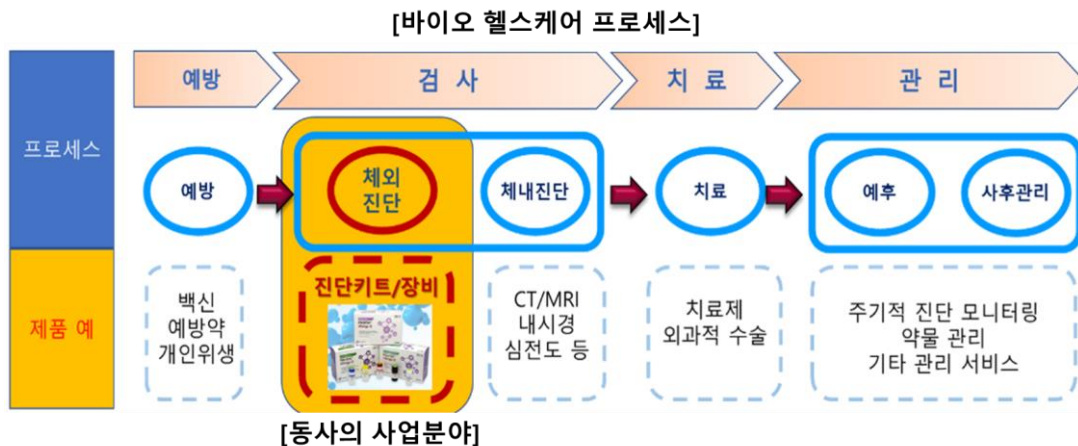 [바이오 헬스케어 프로세스]
예방
검 사
치 료
관 리
프로세스
예방
체외
진단
체내진단
치료
예후
사후관리
제품 예
백신
예방약
개인위생
진단키트/장비
CT/MRI
내시경
심전도 등
치료제
외과적 수술
주기적 진단 모니터링
약물 관리
기타 관리 서비스
[동사의 사업분야]